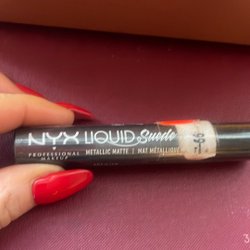 NYX LIQUID Suede
PROFESSIONAL MAKEUP
METALLIC MATTE | MAT MÉTALLIQUE